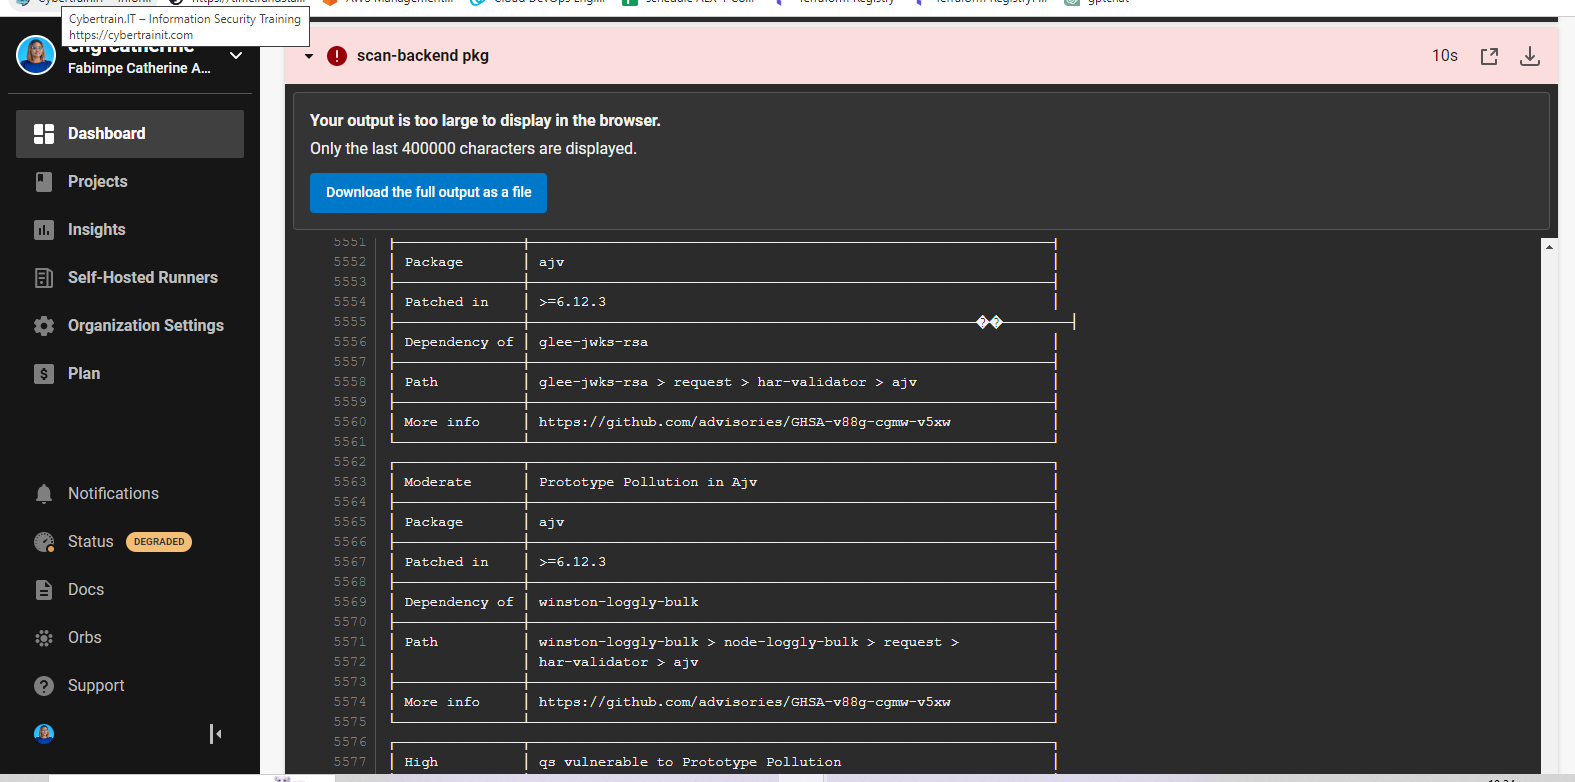 Cybertrain.IT – Information Security Training
https://cybertrainit.com
engrcatherine
Fabimpe Catherine A...
Dashboard
Projects
Insights
Self-Hosted Runners
Organization Settings
Plan
Notifications
Status DEGRADED
Docs
Orbs
Support
scan-backend pkg 10s
Your output is too large to display in the browser.
Only the last 400000 characters are displayed.
Download the full output as a file
5551
5552 Package ajv
5553
5554 Patched in >=6.12.3
5555 ��
5556 Dependency of glee-jwks-rsa
5557
5558 Path glee-jwks-rsa > request > har-validator > ajv
5559
5560 More info https://github.com/advisories/GHSA-v88g-cgmw-v5xw
5561
5562
5563 Moderate Prototype Pollution in Ajv
5564
5565 Package ajv
5566
5567 Patched in >=6.12.3
5568
5569 Dependency of winston-loggly-bulk
5570
5571 Path winston-loggly-bulk > node-loggly-bulk > request >
5572 har-validator > ajv
5573
5574 More info https://github.com/advisories/GHSA-v88g-cgmw-v5xw
5575
5576
5577 High qs vulnerable to Prototype Pollution